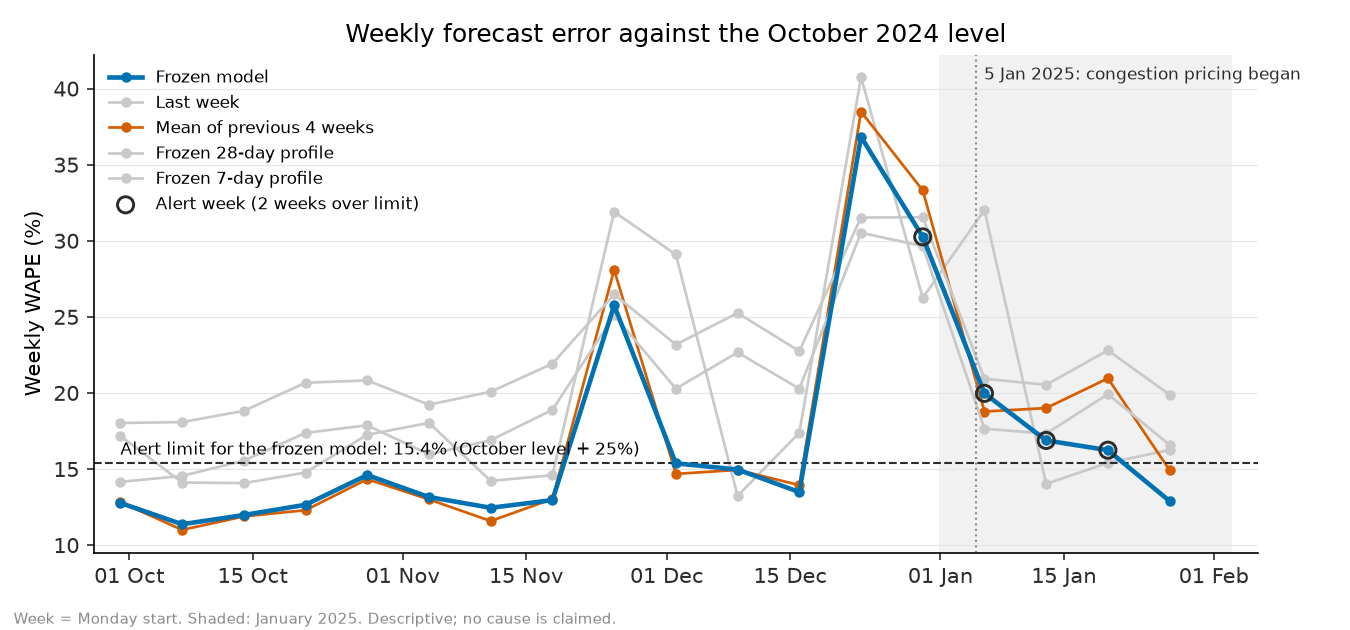 Weekly forecast error against the October 2024 level
Frozen model
Last week
Mean of previous 4 weeks
Frozen 28-day profile
Frozen 7-day profile
Alert week (2 weeks over limit)
5 Jan 2025: congestion pricing began
Alert limit for the frozen model: 15.4% (October level + 25%)
Weekly WAPE (%)
40
35
30
25
20
15
10
01 Oct
15 Oct
01 Nov
15 Nov
01 Dec
15 Dec
01 Jan
15 Jan
01 Feb
Week = Monday start. Shaded: January 2025. Descriptive; no cause is claimed.